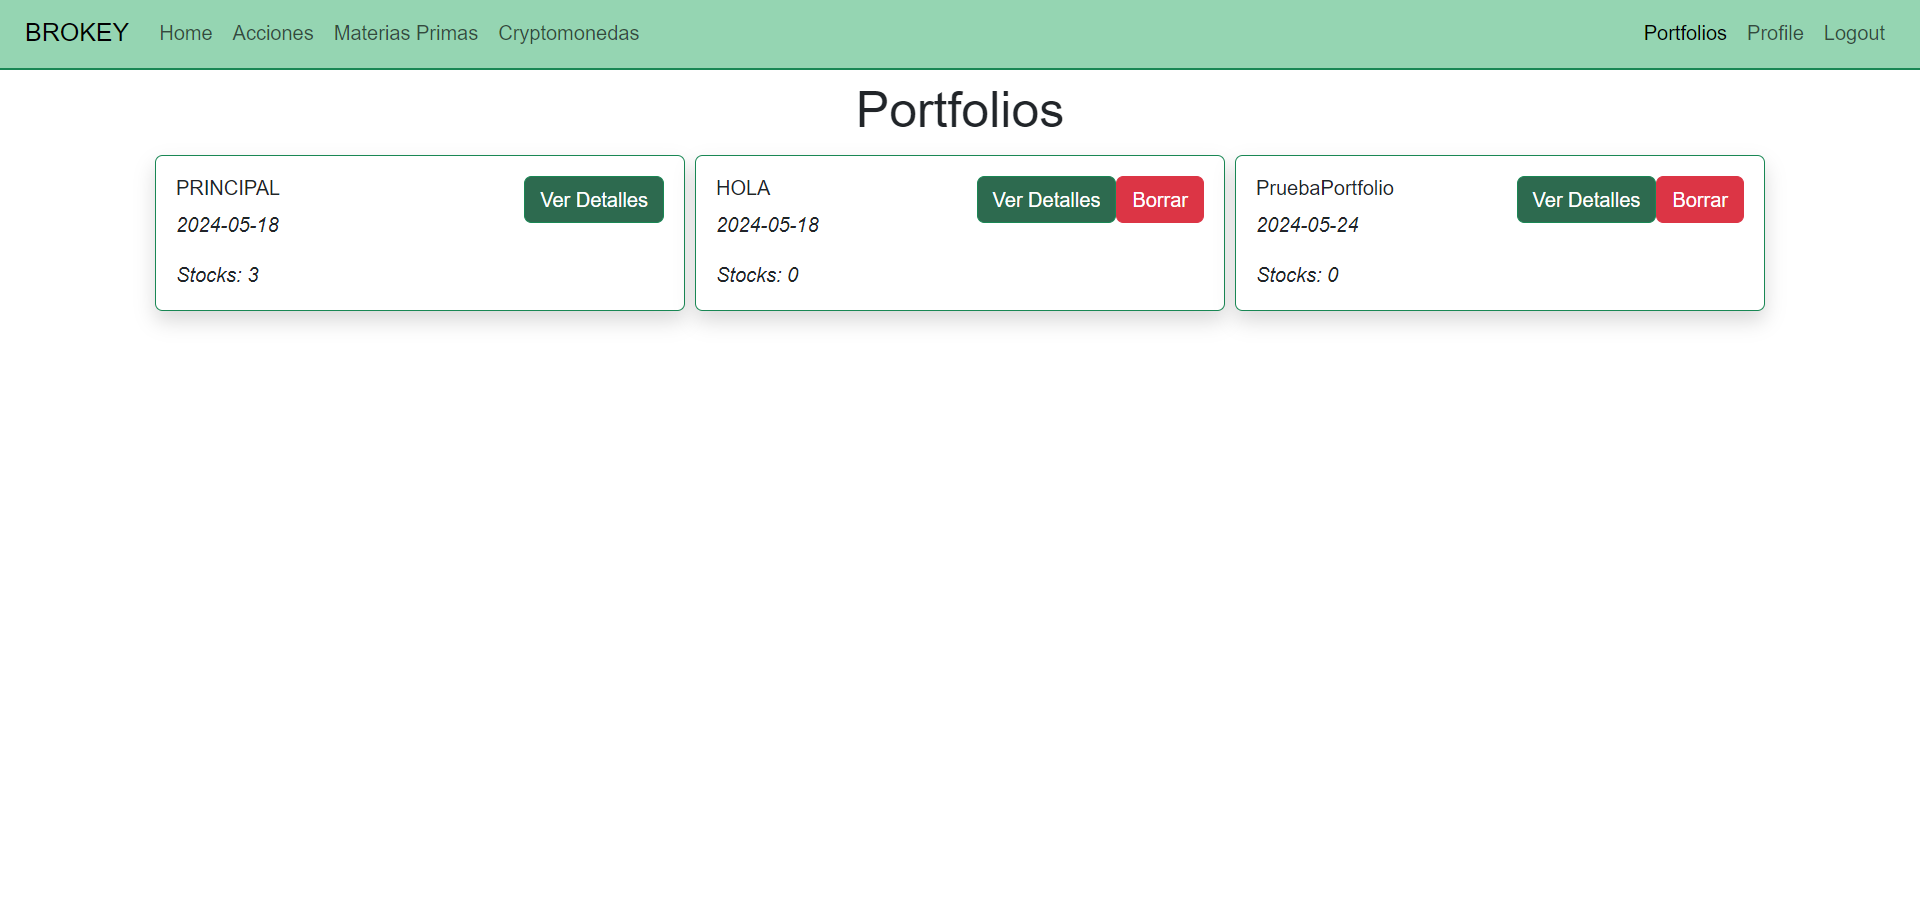 BROKEY Home Acciones Materias Primas Cryptomonedas Portfolios Profile Logout
Portfolios
PRINCIPAL Ver Detalles
2024-05-18
Stocks: 3
HOLA Ver Detalles Borrar
2024-05-18
Stocks: 0
PruebaPortfolio Ver Detalles Borrar
2024-05-24
Stocks: 0